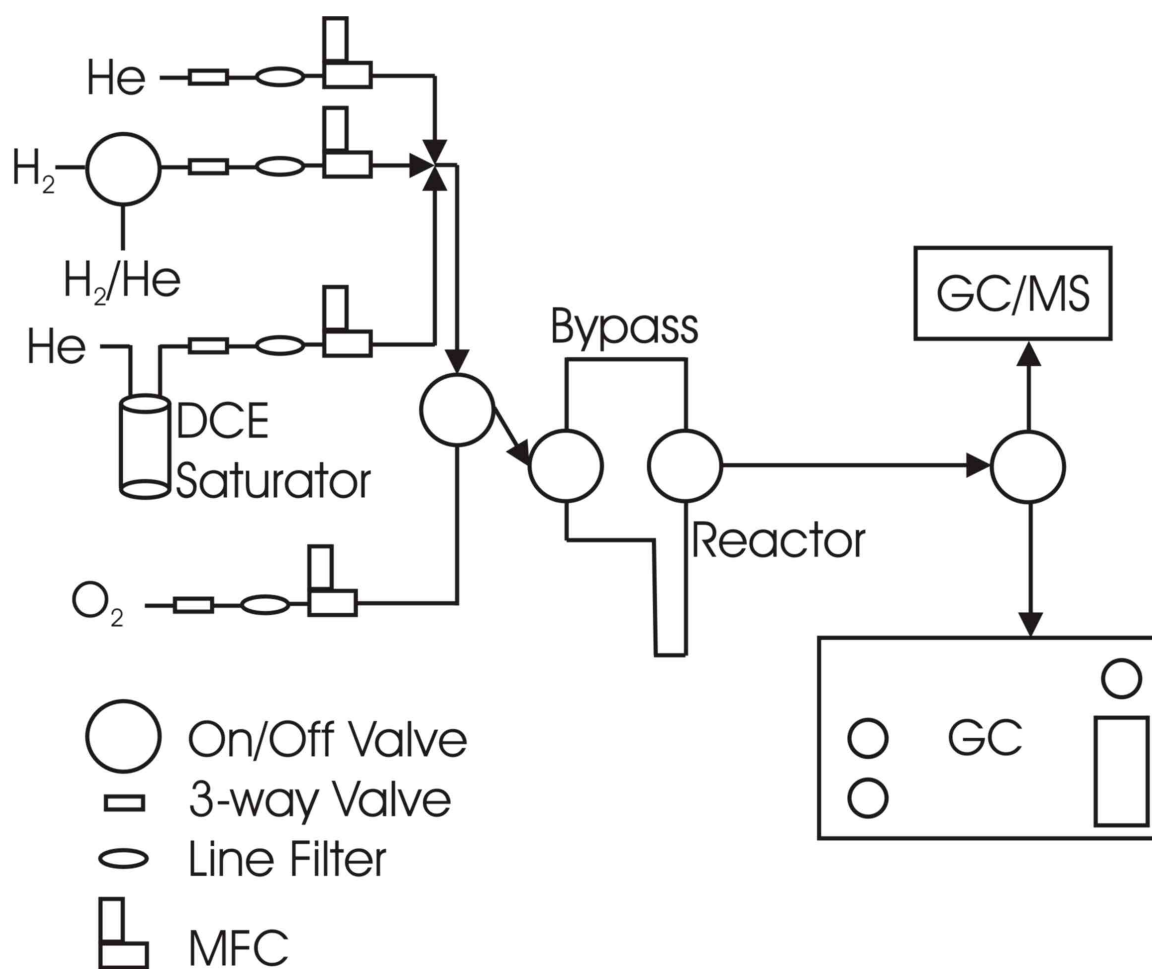 He
H2
H2/He
He
DCE
Saturator
O2
Bypass
Reactor
GC/MS
GC
On/Off Valve
3-way Valve
Line Filter
MFC